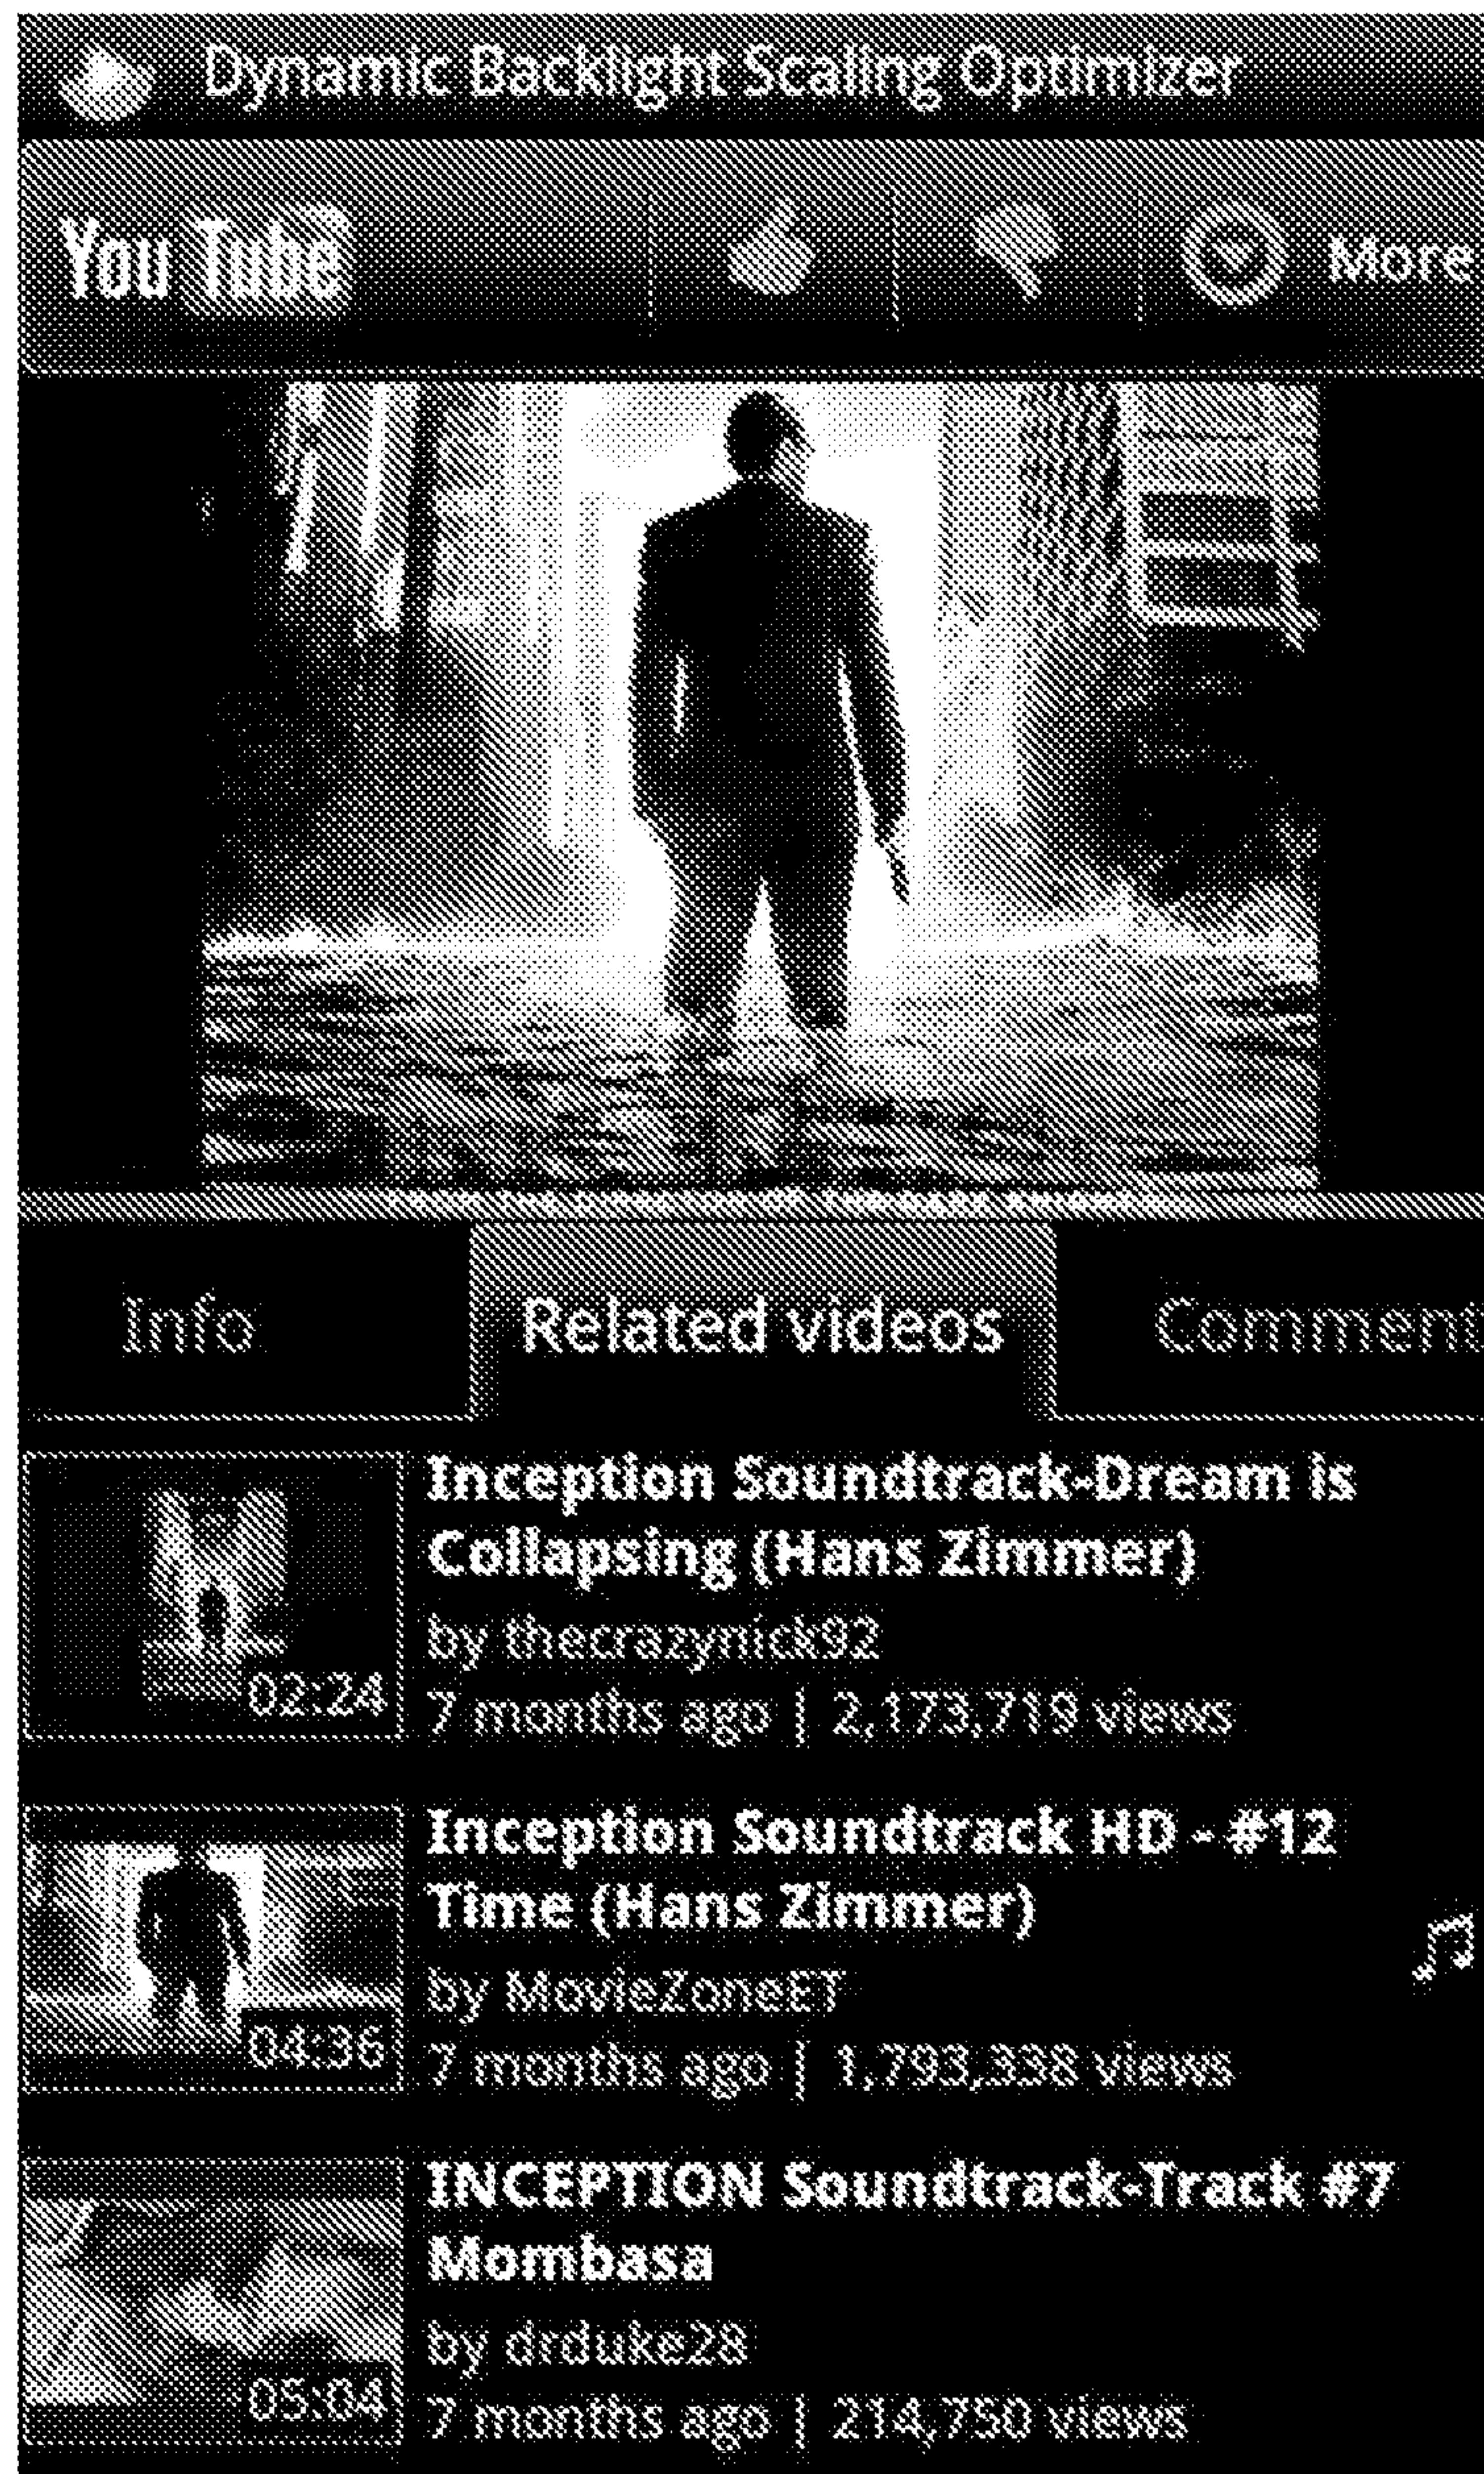 Dynamic Backlight Scaling Optimizer
You Tube
More
Info
Related videos
Comment
Inception Soundtrack-Dream is
Collapsing (Hans Zimmer)
by thecrazynick92
02:24
7 months ago | 2,173,719 views
Inception Soundtrack HD - #12
Time (Hans Zimmer)
by MovieZoneET
04:36
7 months ago | 1,793,338 views
INCEPTION Soundtrack-Track #7
Mombasa
by drduke28
05:04
7 months ago | 214,750 views